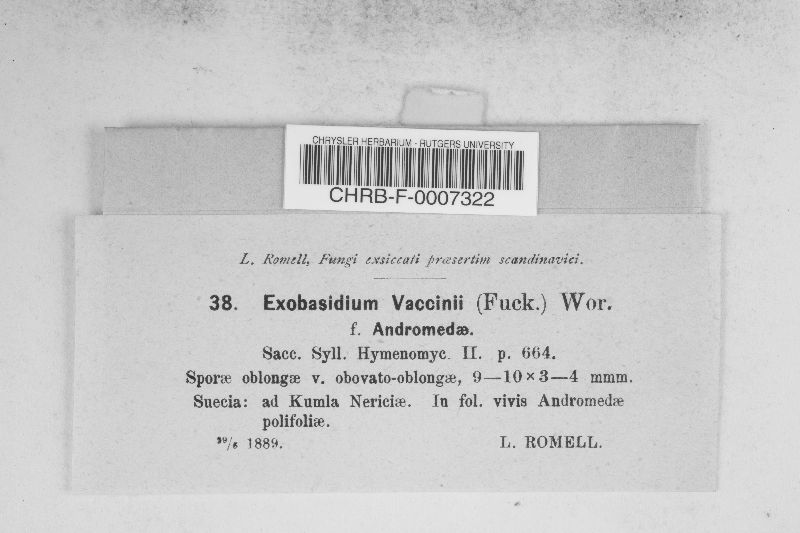 CHRYSLER HERBARIUM - RUTGERS UNIVERSITY
CHRB-F-0007322
L. Romell, Fungi exsiccati præsertim scandinavici.
38. Exobasidium Vaccinii (Fuck.) Wor.
f. Andromedæ.
Sacc. Syll. Hymenomyc. II. p. 664.
Sporæ oblongæ v. obovato-oblongæ, 9—10×3—4 mmm.
Suecia: ad Kumla Nericiæ. In fol. vivis Andromedæ
polifoliæ.
1889. L. ROMELL.